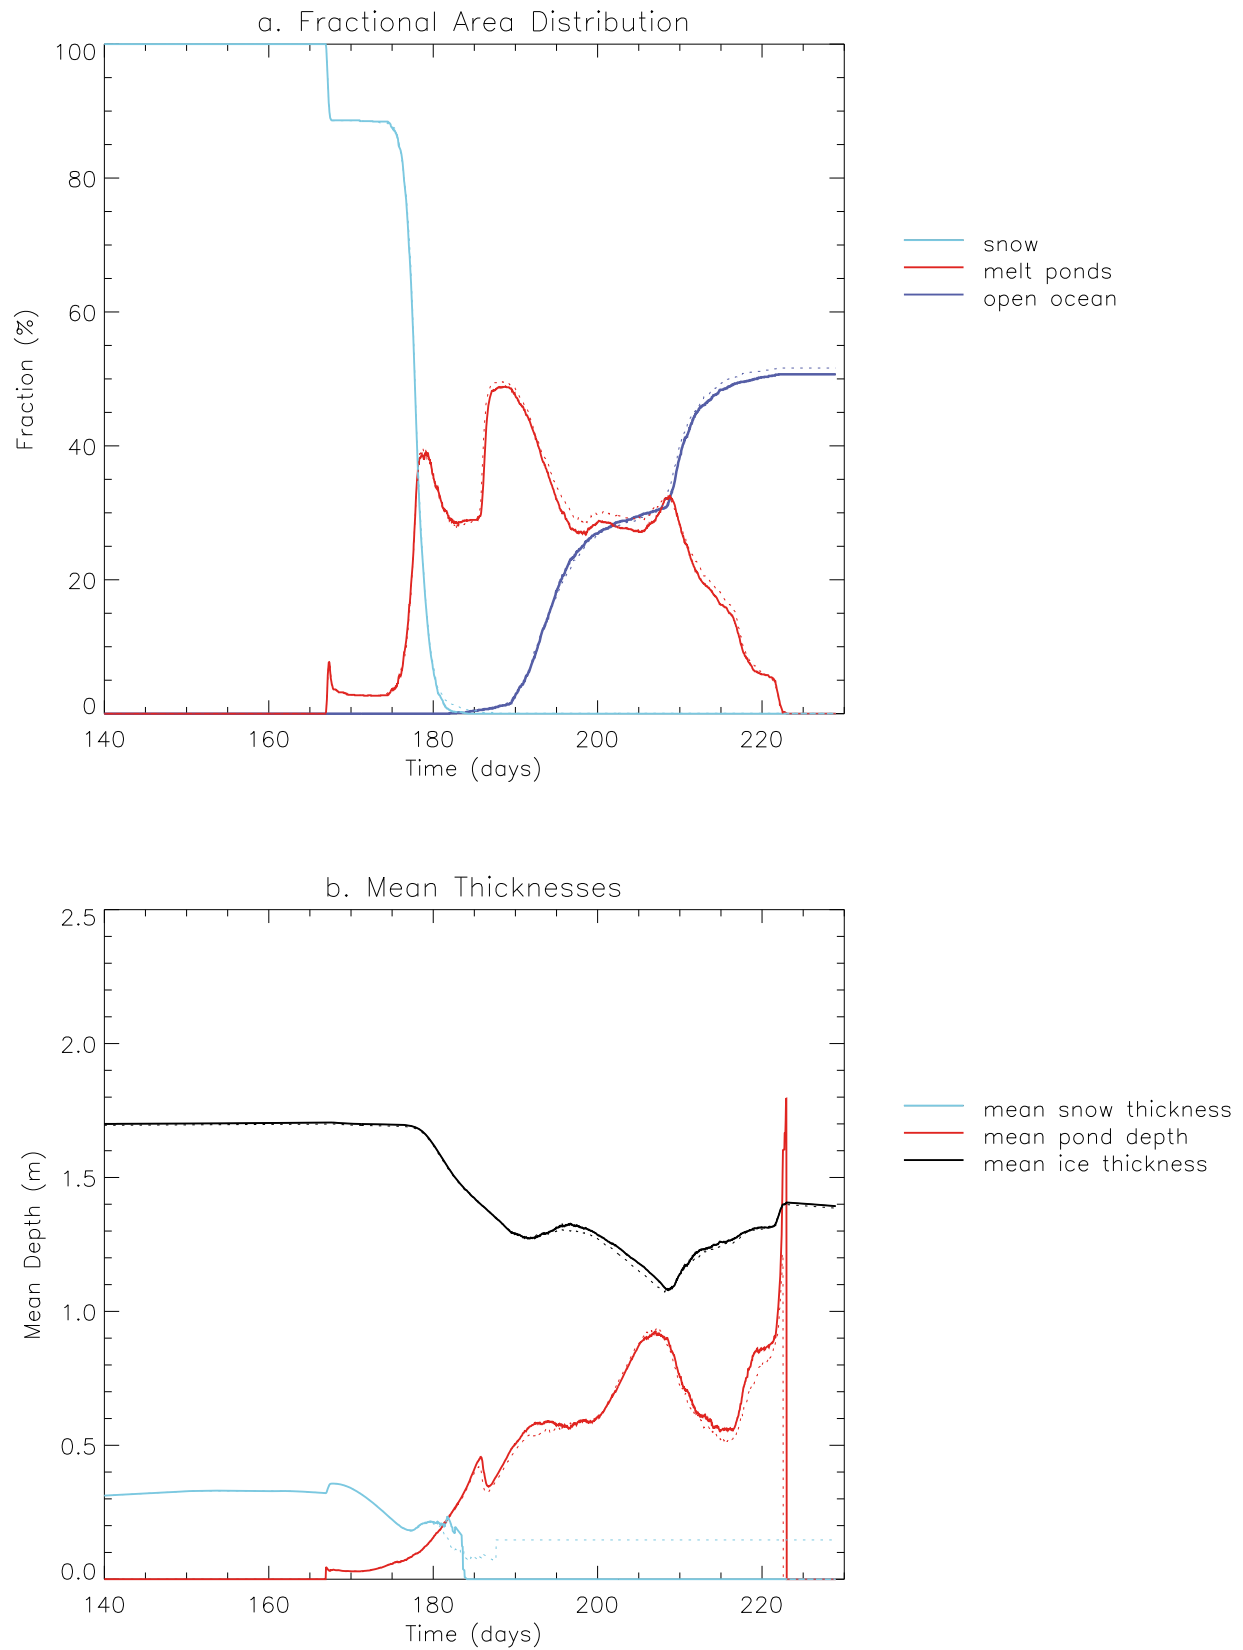 a. Fractional Area Distribution
100
80
60
40
20
0
Fraction (%)
140 160 180 200 220
Time (days)
snow
melt ponds
open ocean
b. Mean Thicknesses
2.5
2.0
1.5
1.0
0.5
0.0
Mean Depth (m)
140 160 180 200 220
Time (days)
mean snow thickness
mean pond depth
mean ice thickness